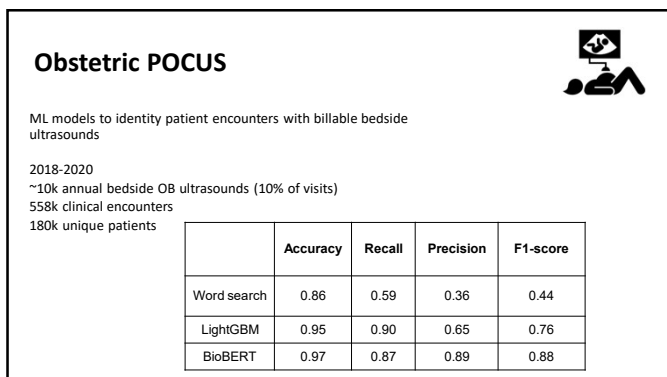 Obstetric POCUS
ML models to identity patient encounters with billable bedside
ultrasounds
2018-2020
~10k annual bedside OB ultrasounds (10% of visits)
558k clinical encounters
180k unique patients
Accuracy Recall Precision F1-score
Word search 0.86 0.59 0.36 0.44
LightGBM 0.95 0.90 0.65 0.76
BioBERT 0.97 0.87 0.89 0.88